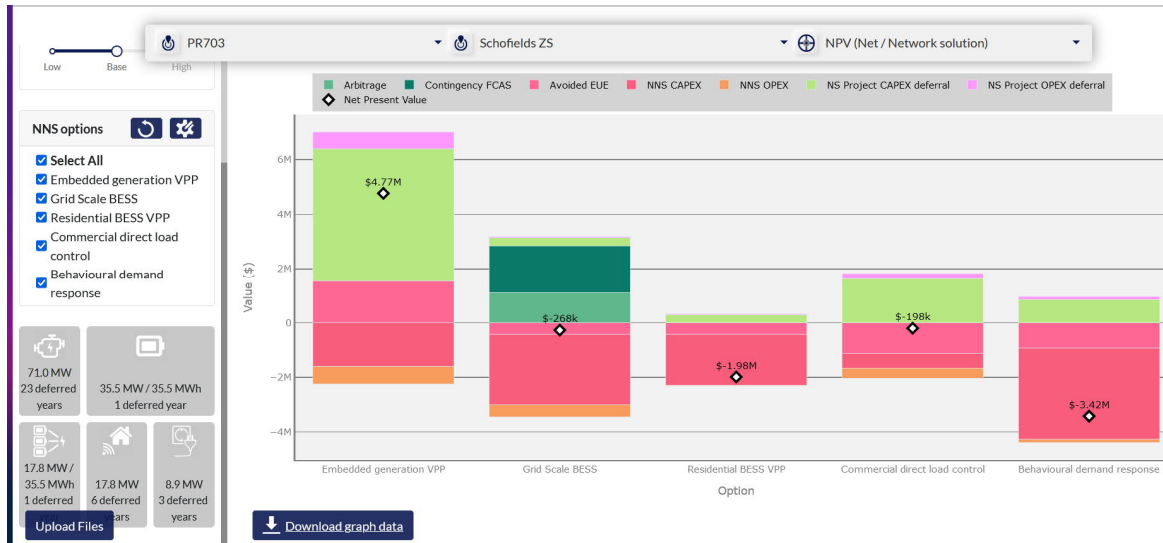 PR703
Schofields ZS
NPV (Net / Network solution)
Low Base High
NNS options
Select All
Embedded generation VPP
Grid Scale BESS
Residential BESS VPP
Commercial direct load
control
Behavioural demand
response
71.0 MW
23 deferred
years
35.5 MW / 35.5 MWh
1 deferred year
17.8 MW /
35.5 MWh
1 deferred
17.8 MW
6 deferred
years
8.9 MW
3 deferred
years
Upload Files
Arbitrage Contingency FCAS Avoided EUE NNS CAPEX NNS OPEX NS Project CAPEX deferral NS Project OPEX deferral
Net Present Value
Value ($)
6M
4M
2M
0
−2M
−4M
$4.77M
$-268k
$-1.98M
$-198k
$-3.42M
Embedded generation VPP Grid Scale BESS Residential BESS VPP Commercial direct load control Behavioural demand response
Option
Download graph data